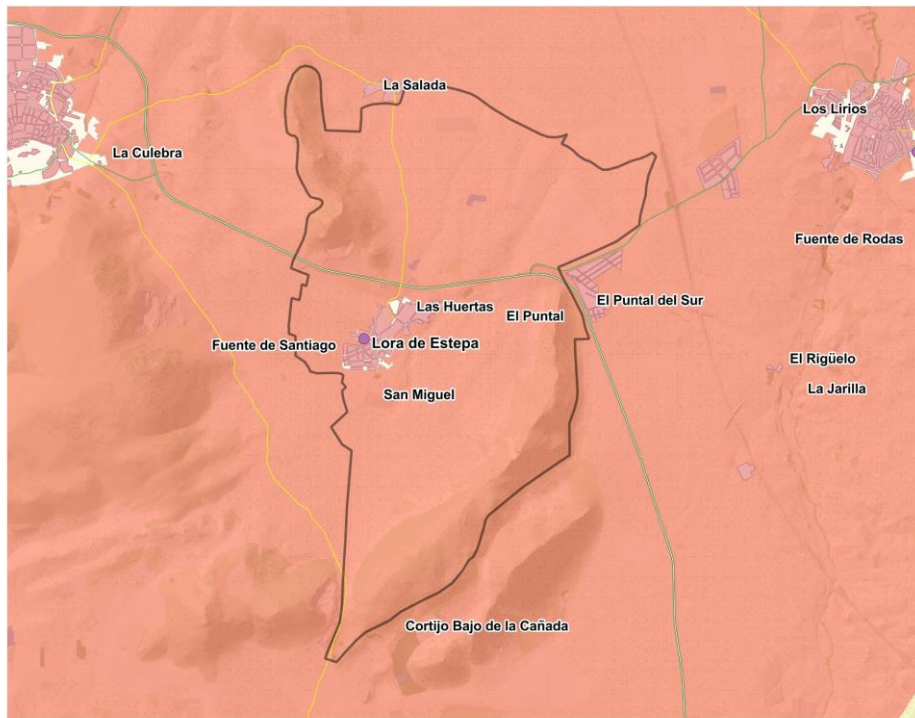 La Salada
Los Lirios
La Culebra
Fuente de Rodas
El Puntal del Sur
Las Huertas
El Puntal
Fuente de Santiago
Lora de Estepa
El Rigüelo
La Jarilla
San Miguel
Cortijo Bajo de la Cañada